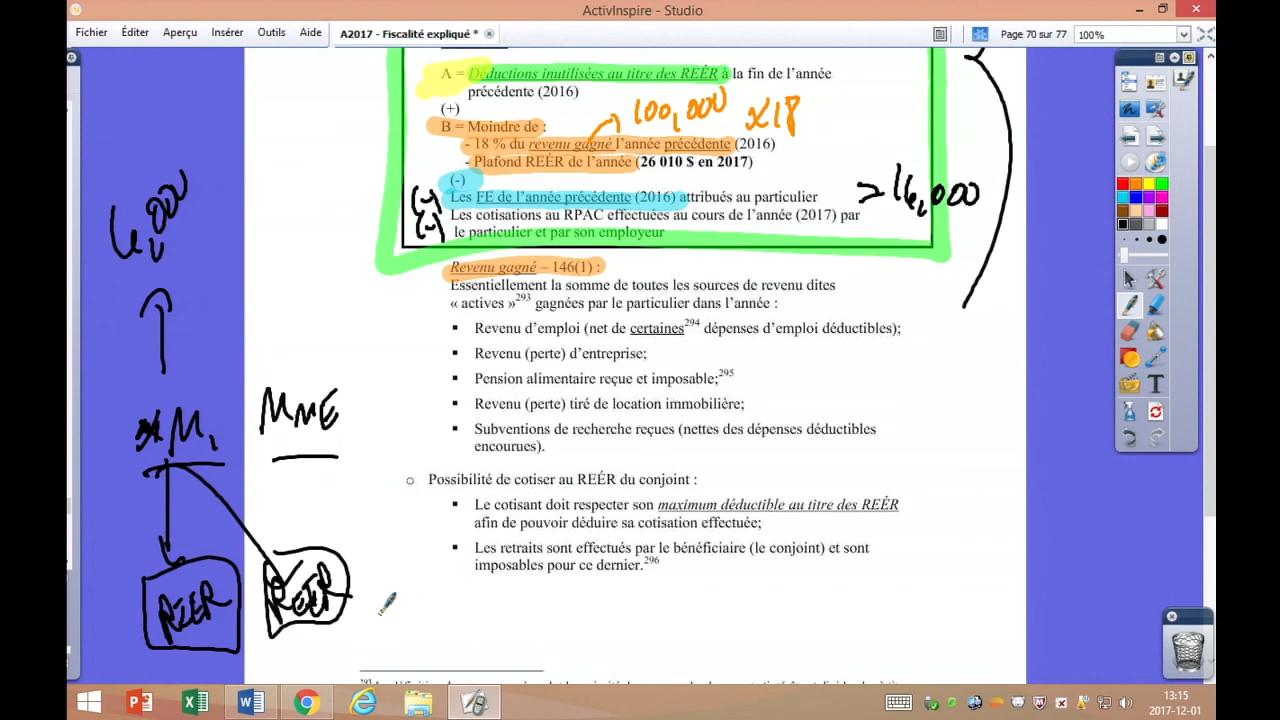 ActivInspire - Studio
Fichier Éditer Aperçu Insérer Outils Aide A2017 - Fiscalité expliqué * Page 70 sur 77 100%
A = Déductions inutilisées au titre des REÉR à la fin de l'année
précédente (2016)
(+)
100,000 x18
B = Moindre de :
- 18 % du revenu gagné l'année précédente (2016)
- Plafond REÉR de l'année (26 010 $ en 2017)
(-)
(-) Les FE de l'année précédente (2016) attribués au particulier > 16,000
(-) Les cotisations au RPAC effectuées au cours de l'année (2017) par
le particulier et par son employeur
Revenu gagné – 146(1) :
Essentiellement la somme de toutes les sources de revenu dites
« actives »293 gagnées par le particulier dans l'année :
▪ Revenu d'emploi (net de certaines294 dépenses d'emploi déductibles);
▪ Revenu (perte) d'entreprise;
▪ Pension alimentaire reçue et imposable;295
▪ Revenu (perte) tiré de location immobilière;
▪ Subventions de recherche reçues (nettes des dépenses déductibles
encourues).
o Possibilité de cotiser au REÉR du conjoint :
▪ Le cotisant doit respecter son maximum déductible au titre des REÉR
afin de pouvoir déduire sa cotisation effectuée;
▪ Les retraits sont effectués par le bénéficiaire (le conjoint) et sont
imposables pour ce dernier.296
M.
MME
REÉR
REÉR
13:15
2017-12-01